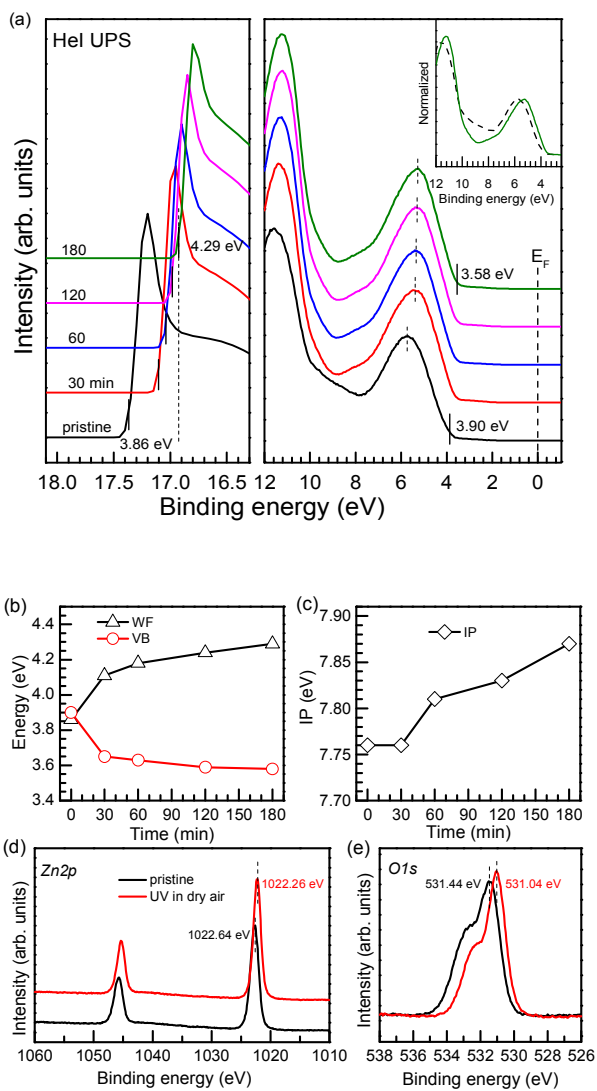 (a)
HeI UPS
Intensity (arb. units)
180
120
60
30 min
pristine
4.29 eV
3.86 eV
3.58 eV
3.90 eV
E_F
Normalized
12 10 8 6 4
Binding energy (eV)
18.0 17.5 17.0 16.5
12 10 8 6 4 2 0
Binding energy (eV)
(b)
WF
VB
Energy (eV)
4.4
4.2
4.0
3.8
3.6
3.4
0 30 60 90 120 150 180
Time (min)
(c)
IP
IP (eV)
7.90
7.85
7.80
7.75
7.70
0 30 60 90 120 150 180
Time (min)
(d)
Zn2p
pristine
UV in dry air
1022.26 eV
1022.64 eV
Intensity (arb. units)
1060 1050 1040 1030 1020 1010
Binding energy (eV)
(e)
O1s
531.44 eV
531.04 eV
Intensity (arb. units)
538 536 534 532 530 528 526
Binding energy (eV)